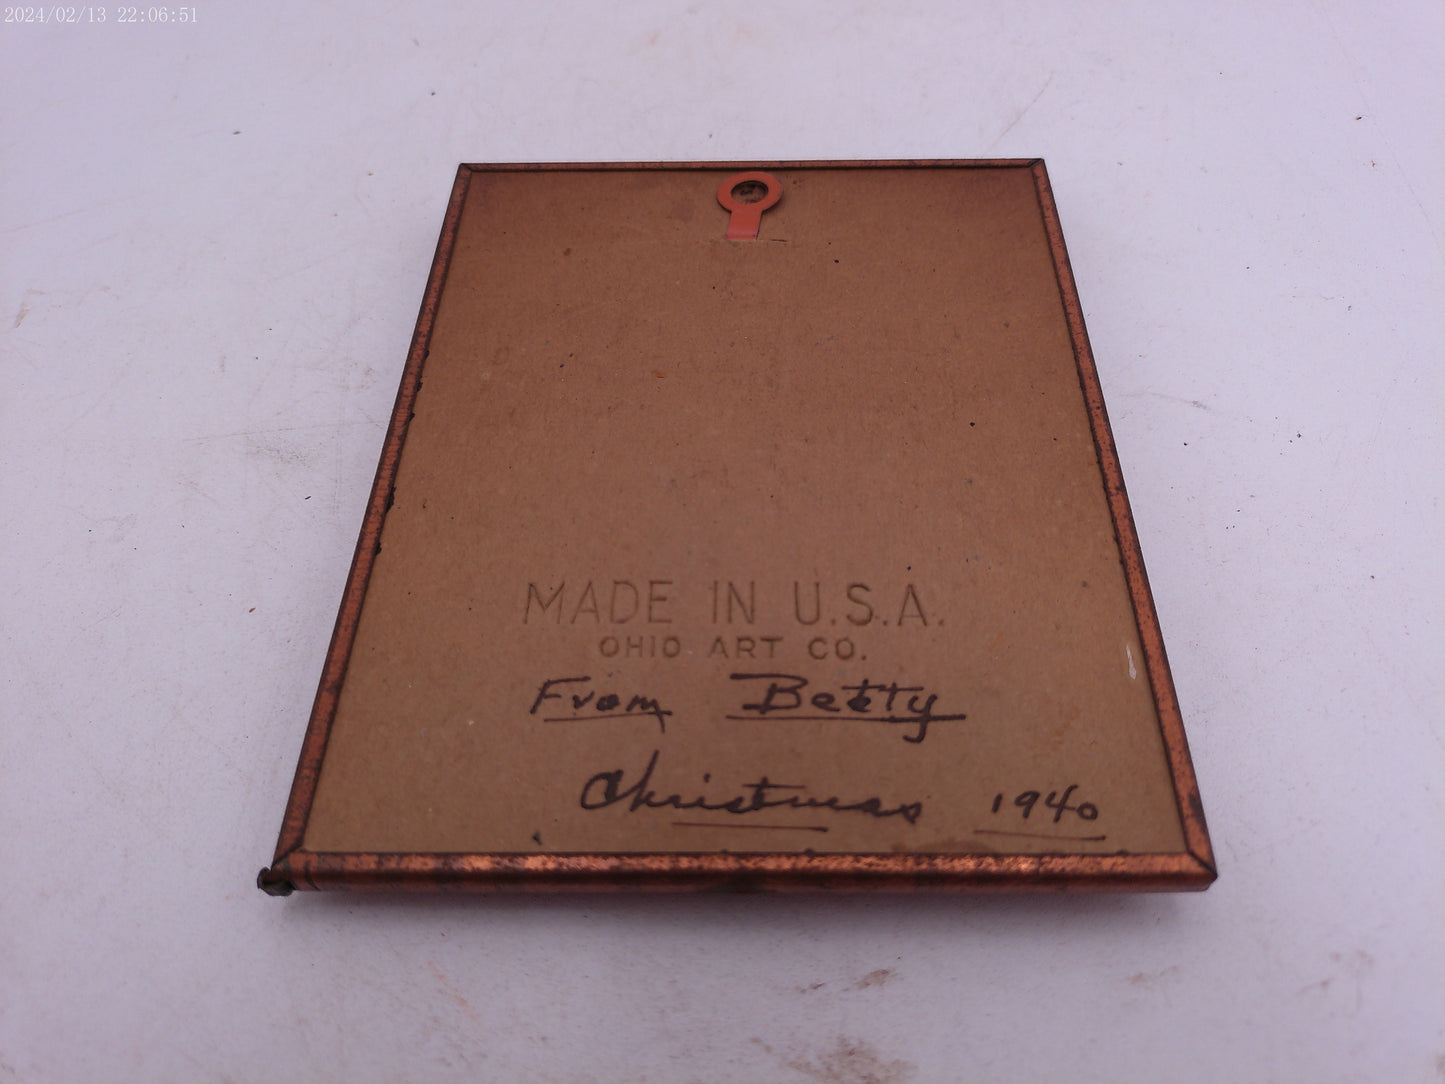 2024/02/13 22:06:51
MADE IN U.S.A.
OHIO ART CO.
From Betty
Christmas 1940